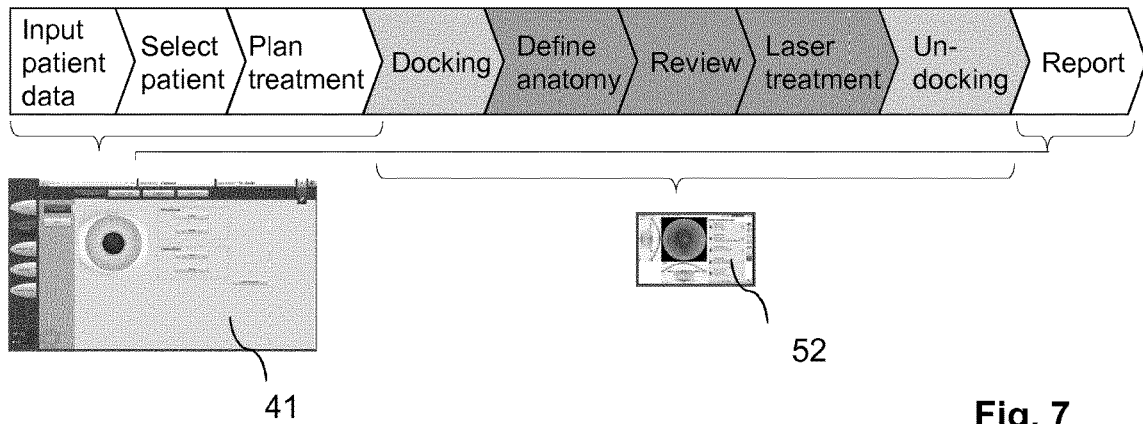 Input
patient
data
Select
patient
Plan
treatment
Docking
Define
anatomy
Review
Laser
treatment
Un-
docking
Report
41
52
Fig. 7